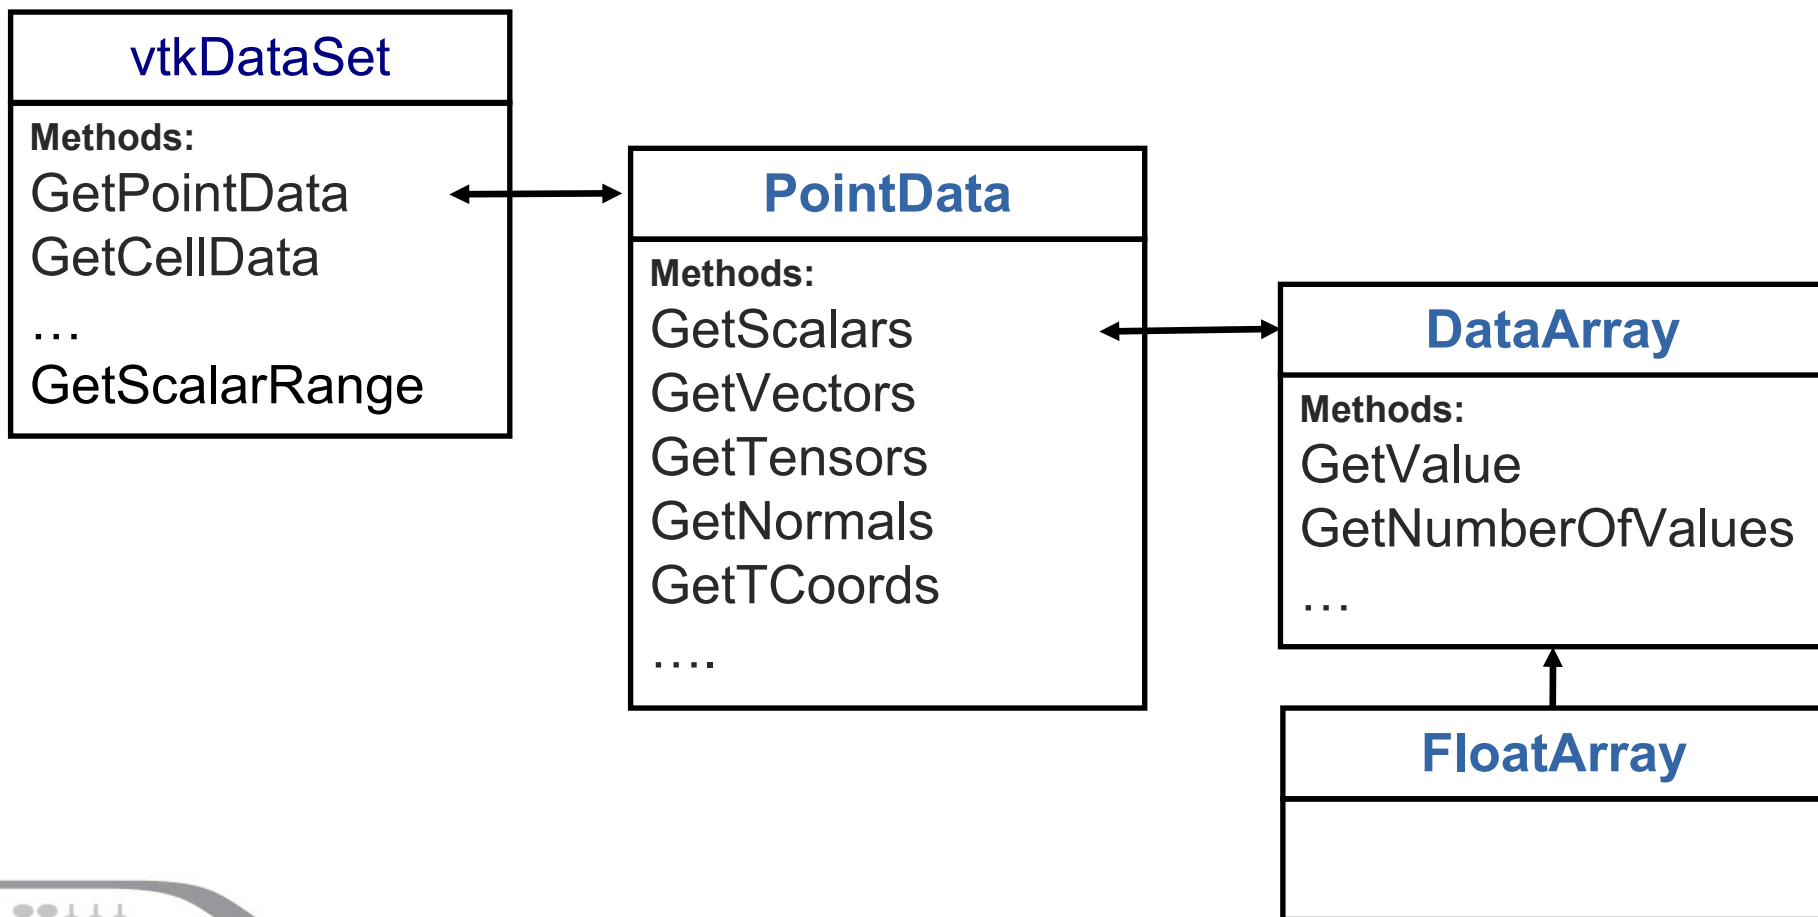 vtkDataSet
Methods:
GetPointData
GetCellData
…
GetScalarRange
PointData
Methods:
GetScalars
GetVectors
GetTensors
GetNormals
GetTCoords
….
DataArray
Methods:
GetValue
GetNumberOfValues
…
FloatArray